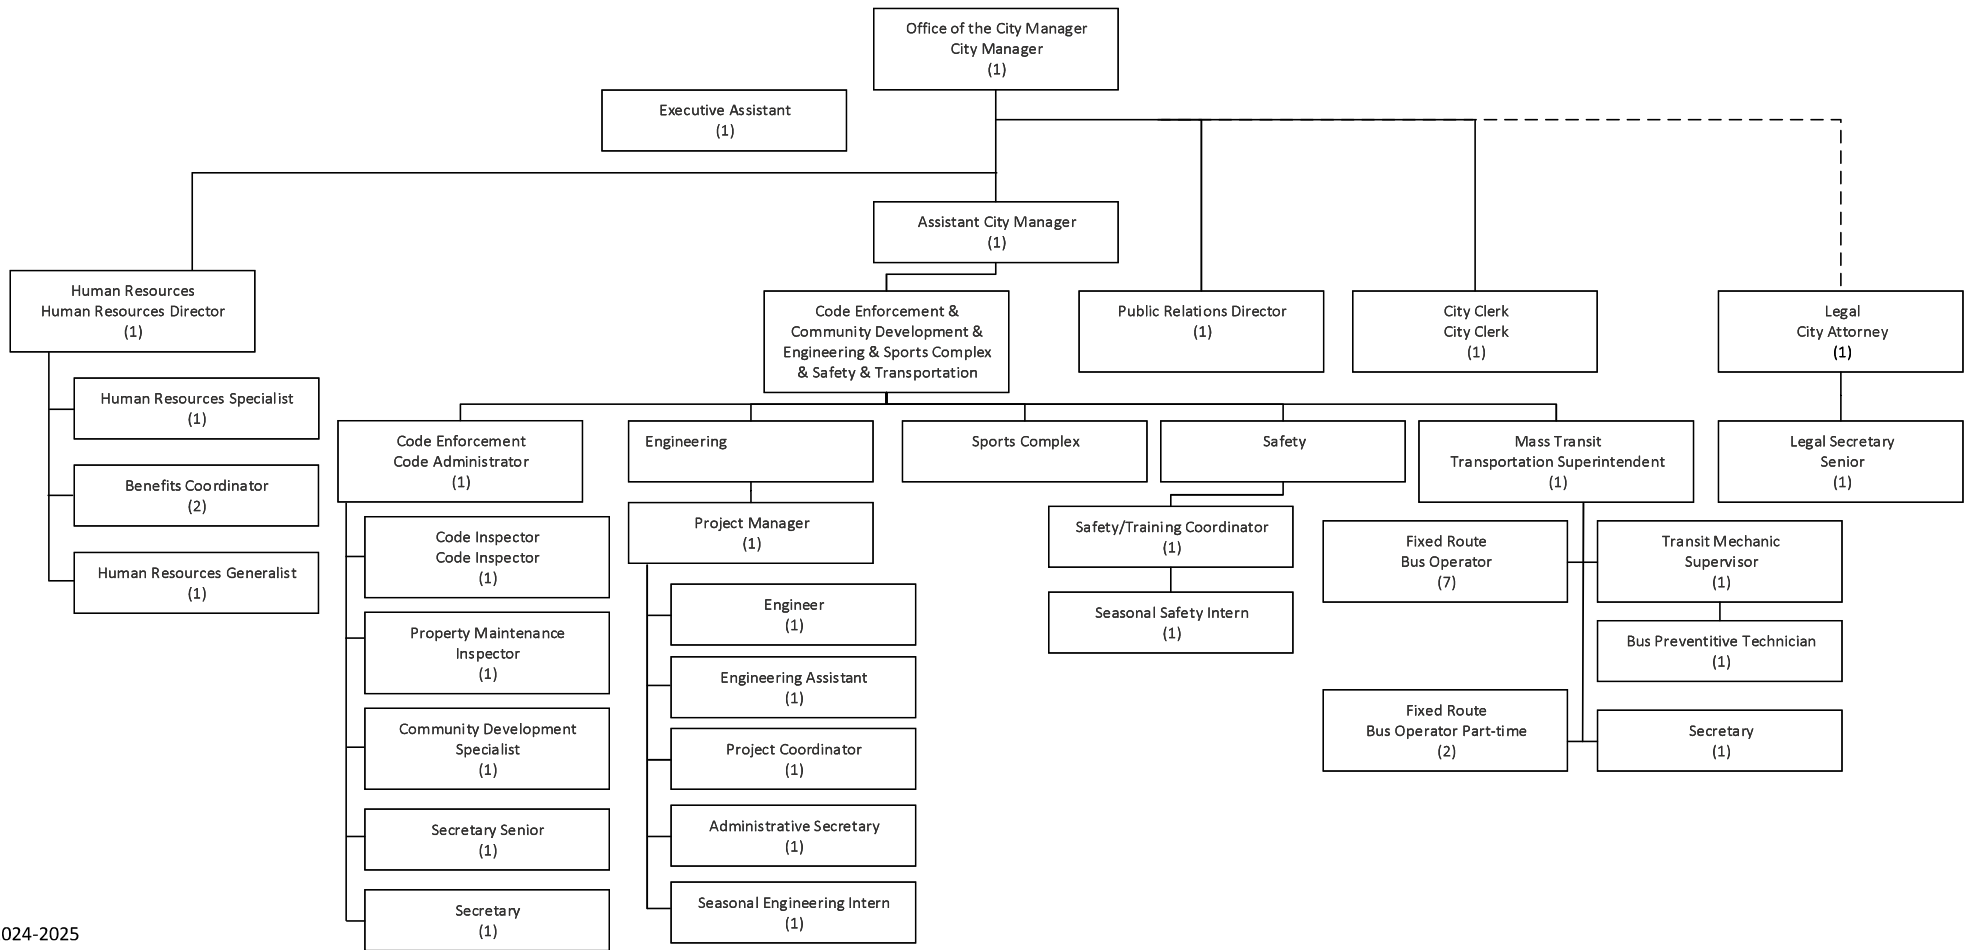 Office of the City Manager
City Manager
(1)
Executive Assistant
(1)
Assistant City Manager
(1)
Human Resources
Human Resources Director
(1)
Human Resources Specialist
(1)
Benefits Coordinator
(2)
Human Resources Generalist
(1)
Code Enforcement &
Community Development &
Engineering & Sports Complex
& Safety & Transportation
Public Relations Director
(1)
City Clerk
City Clerk
(1)
Legal
City Attorney
(1)
Legal Secretary
Senior
(1)
Code Enforcement
Code Administrator
(1)
Code Inspector
Code Inspector
(1)
Property Maintenance
Inspector
(1)
Community Development
Specialist
(1)
Secretary Senior
(1)
Secretary
(1)
Engineering
Project Manager
(1)
Engineer
(1)
Engineering Assistant
(1)
Project Coordinator
(1)
Administrative Secretary
(1)
Seasonal Engineering Intern
(1)
Sports Complex
Safety
Safety/Training Coordinator
(1)
Seasonal Safety Intern
(1)
Mass Transit
Transportation Superintendent
(1)
Fixed Route
Bus Operator
(7)
Transit Mechanic
Supervisor
(1)
Bus Preventitive Technician
(1)
Fixed Route
Bus Operator Part-time
(2)
Secretary
(1)
024-2025